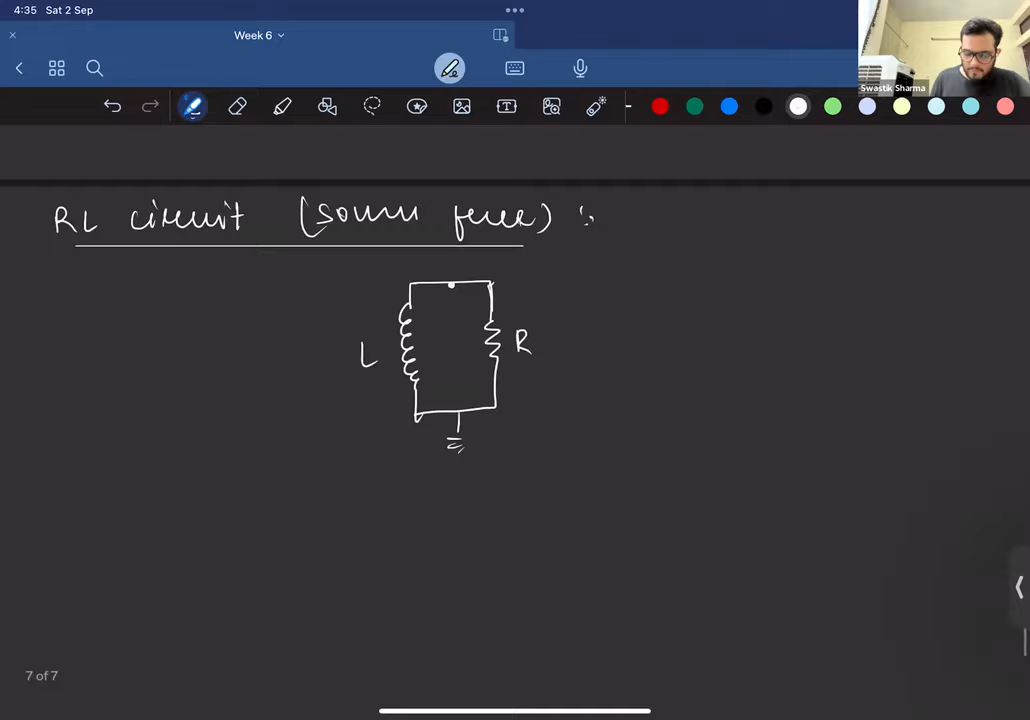 4:35 Sat 2 Sep
Week 6
Swastik Sharma
RL circuit (source free) :
L
R
7 of 7